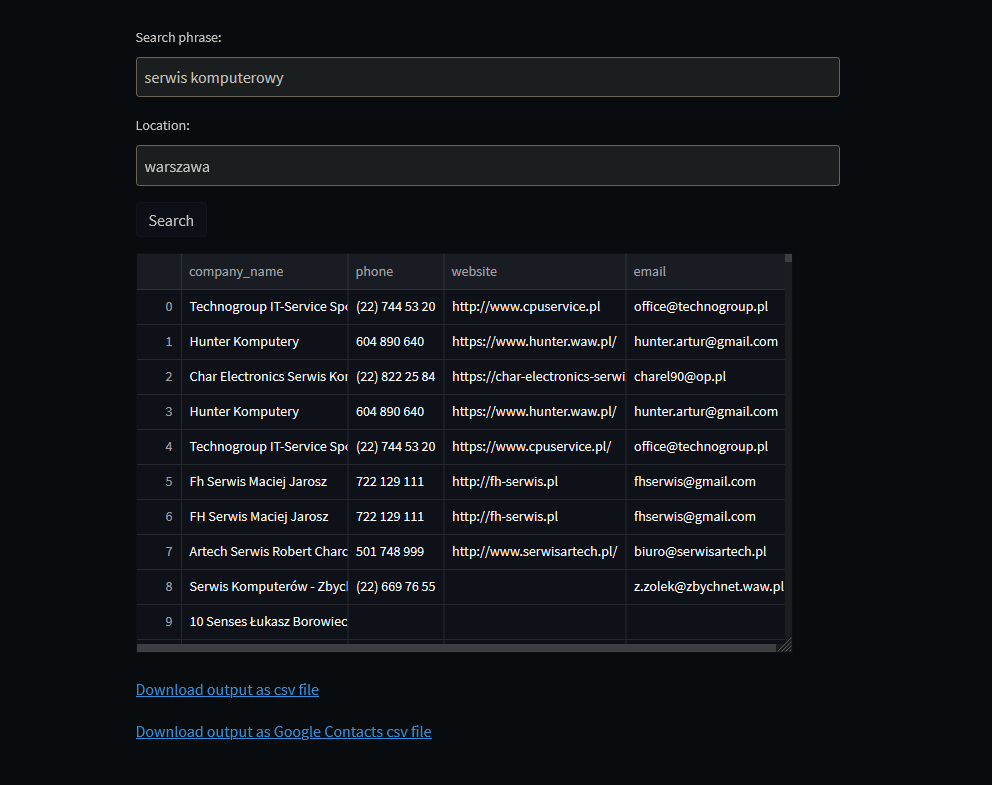 Search phrase:
serwis komputerowy
Location:
warszawa
Search
company_name phone website email
0 Technogroup IT-Service Spo (22) 744 53 20 http://www.cpuservice.pl office@technogroup.pl
1 Hunter Komputery 604 890 640 https://www.hunter.waw.pl/ hunter.artur@gmail.com
2 Char Electronics Serwis Kor (22) 822 25 84 https://char-electronics-serwi charel90@op.pl
3 Hunter Komputery 604 890 640 https://www.hunter.waw.pl/ hunter.artur@gmail.com
4 Technogroup IT-Service Spo (22) 744 53 20 https://www.cpuservice.pl/ office@technogroup.pl
5 Fh Serwis Maciej Jarosz 722 129 111 http://fh-serwis.pl fhserwis@gmail.com
6 FH Serwis Maciej Jarosz 722 129 111 http://fh-serwis.pl fhserwis@gmail.com
7 Artech Serwis Robert Charc 501 748 999 http://www.serwisartech.pl/ biuro@serwisartech.pl
8 Serwis Komputerów - Zbycl (22) 669 76 55 z.zolek@zbychnet.waw.pl
9 10 Senses Łukasz Borowiec
Download output as csv file
Download output as Google Contacts csv file